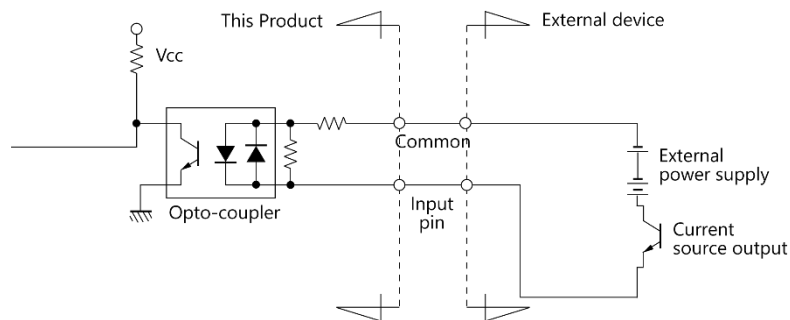 This Product
External device
Vcc
Common
External
power supply
Input
pin
Opto-coupler
Current
source output